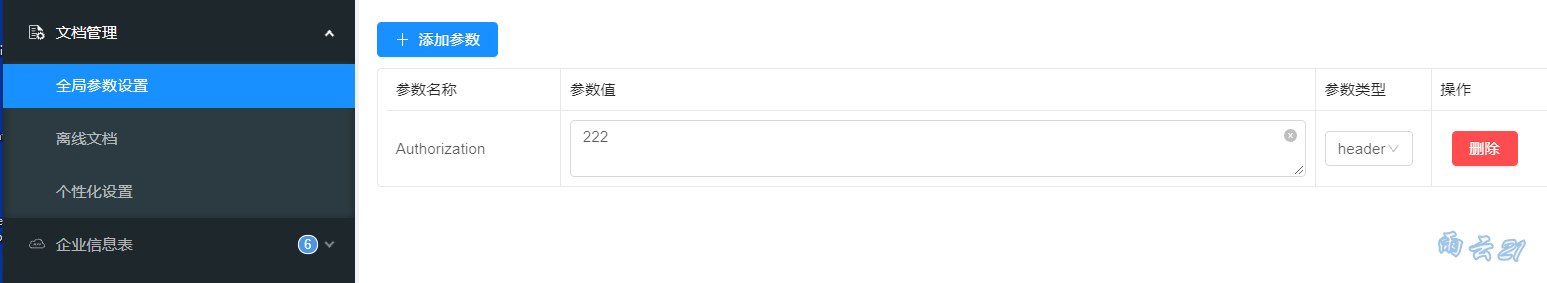 文档管理
全局参数设置
离线文档
个性化设置
企业信息表 6
添加参数
参数名称 参数值 参数类型 操作
Authorization 222 header 删除
雨云21